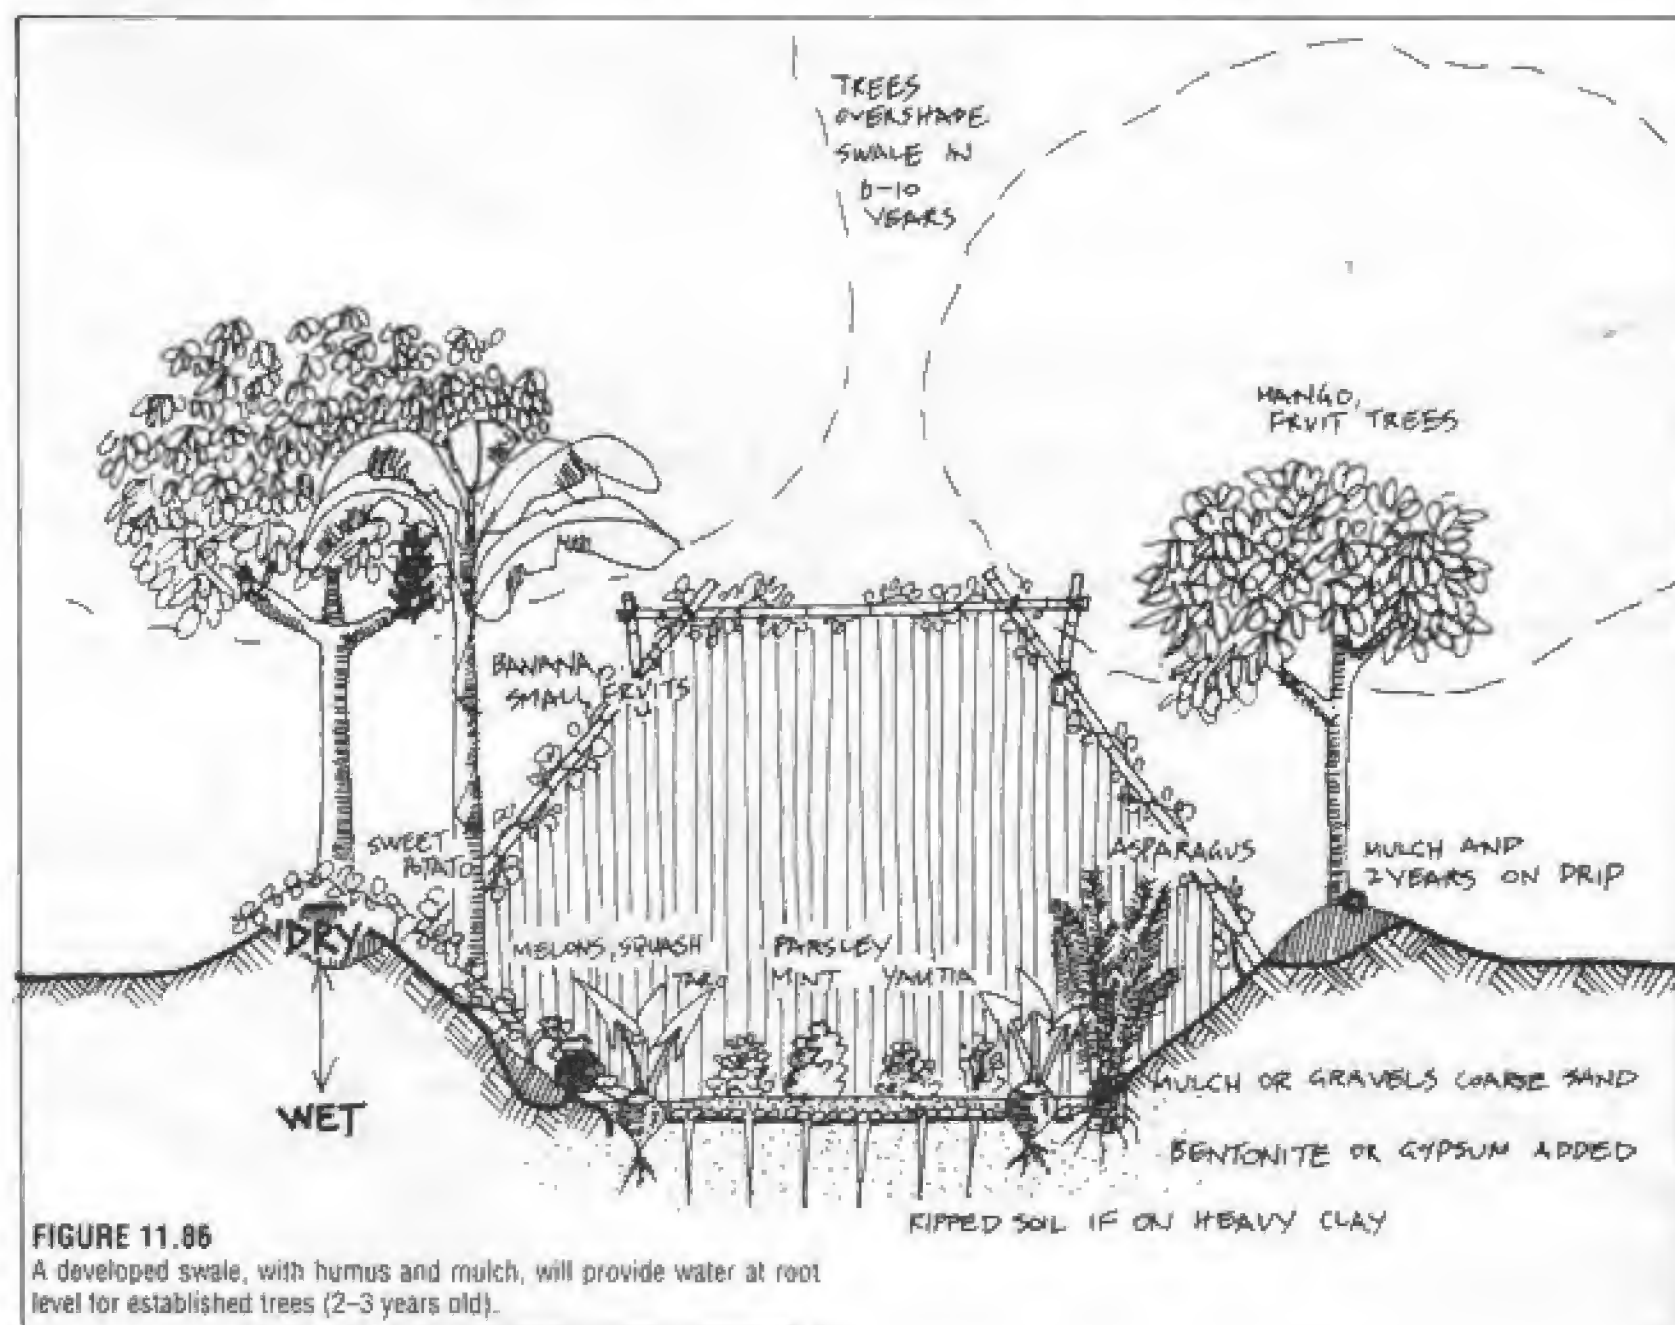 TREES
OVERSHADE
SWALE IN
6-10
YEARS
MANGO,
FRUIT TREES
BANANA,
SMALL FRUITS
SWEET
POTATO
ASPARAGUS
MULCH AND
2 YEARS ON DRIP
DRY
MELONS, SQUASH
TARO
PARSLEY
MINT
YAUTIA
WET
MULCH OR GRAVELS COARSE SAND
BENTONITE OR GYPSUM ADDED
RIPPED SOIL IF ON HEAVY CLAY
FIGURE 11.86
A developed swale, with humus and mulch, will provide water at root
level for established trees (2–3 years old).